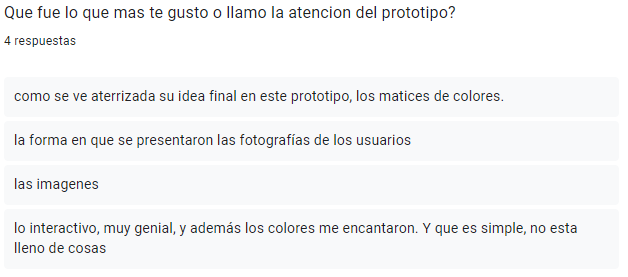 Que fue lo que mas te gusto o llamo la atencion del prototipo?
4 respuestas
como se ve aterrizada su idea final en este prototipo, los matices de colores.
la forma en que se presentaron las fotografías de los usuarios
las imagenes
lo interactivo, muy genial, y además los colores me encantaron. Y que es simple, no esta
lleno de cosas